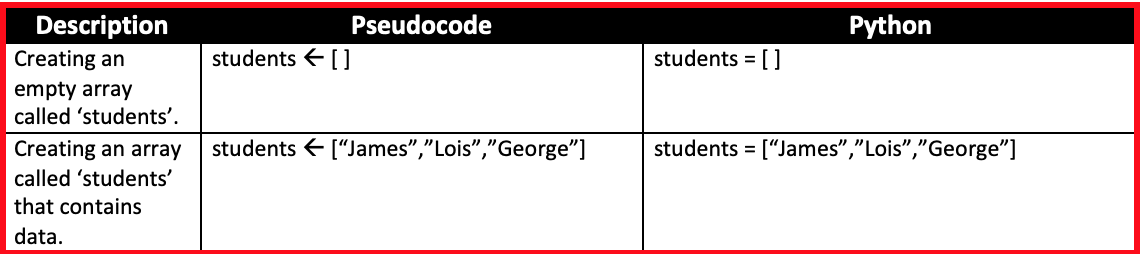 Description Pseudocode Python
Creating an students ← [ ] students = [ ]
empty array
called ‘students’.
Creating an array students ← [“James”,”Lois”,”George”] students = [“James”,”Lois”,”George”]
called ‘students’
that contains
data.